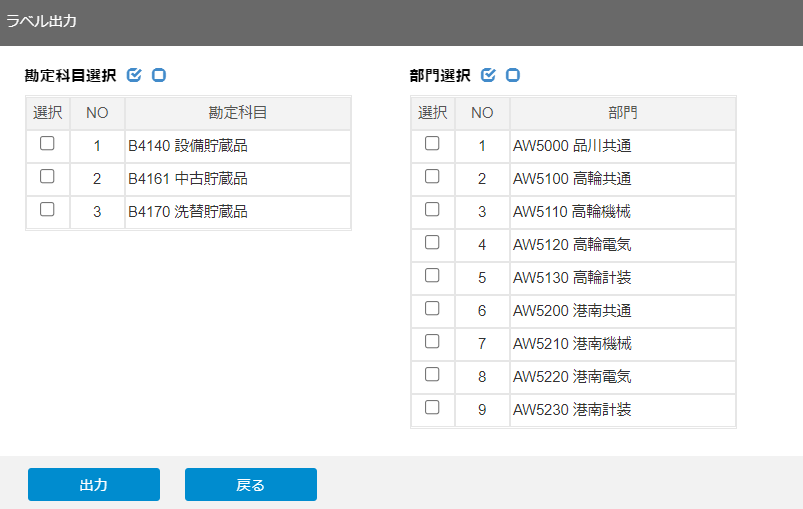 ラベル出力
勘定科目選択
選択 NO 勘定科目
1 B4140 設備貯蔵品
2 B4161 中古貯蔵品
3 B4170 洗替貯蔵品
部門選択
選択 NO 部門
1 AW5000 品川共通
2 AW5100 高輪共通
3 AW5110 高輪機械
4 AW5120 高輪電気
5 AW5130 高輪計装
6 AW5200 港南共通
7 AW5210 港南機械
8 AW5220 港南電気
9 AW5230 港南計装
出力 戻る